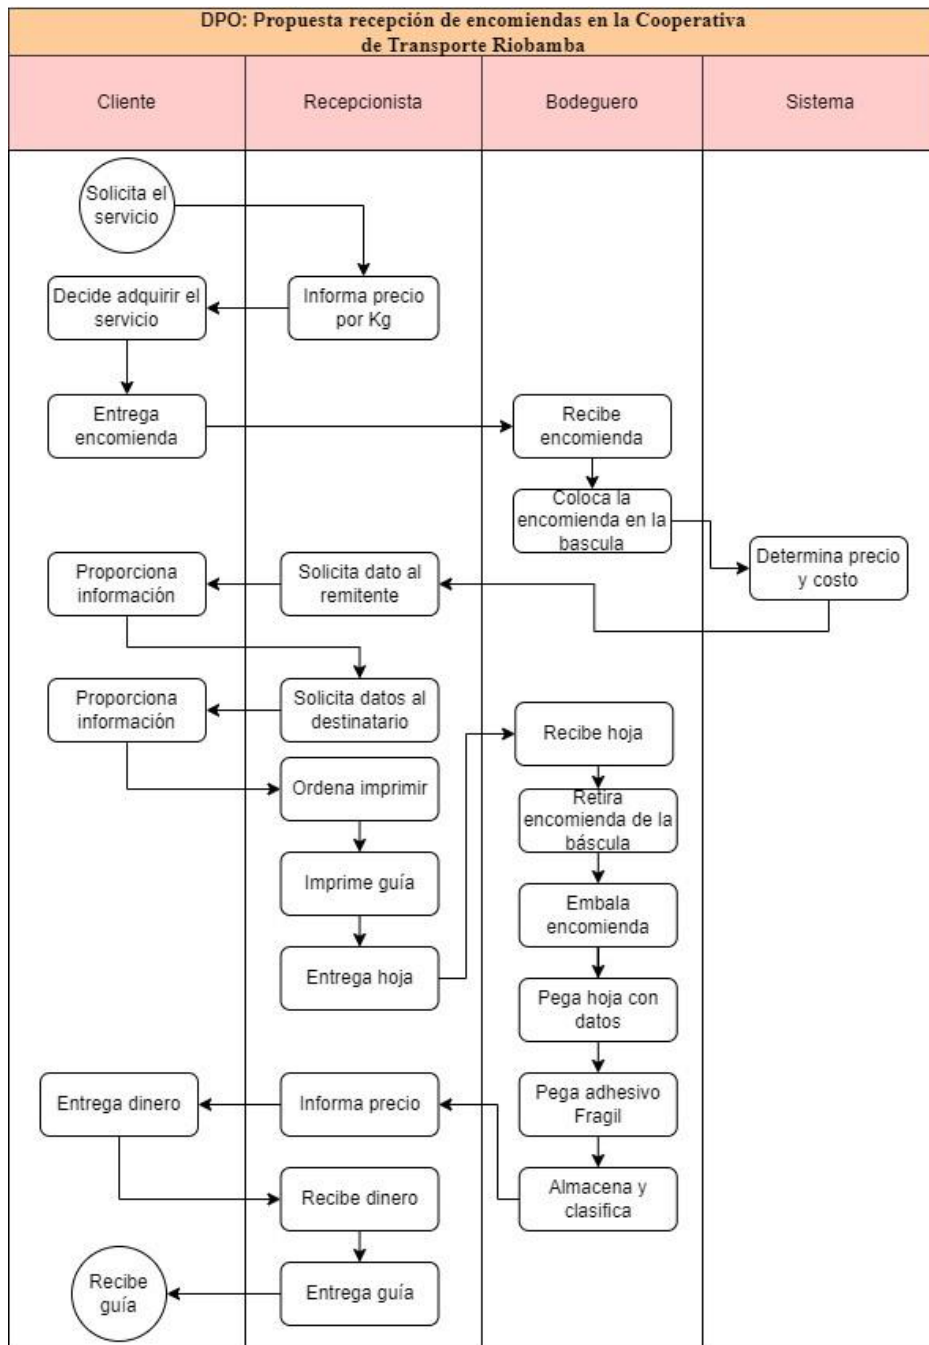 DPO: Propuesta recepción de encomiendas en la Cooperativa
de Transporte Riobamba
Cliente
Recepcionista
Bodeguero
Sistema
Solicita el
servicio
Decide adquirir el
servicio
Informa precio
por Kg
Entrega
encomienda
Recibe
encomienda
Coloca la
encomienda en la
bascula
Determina precio
y costo
Proporciona
información
Solicita dato al
remitente
Proporciona
información
Solicita datos al
destinatario
Recibe hoja
Ordena imprimir
Retira
encomienda de la
báscula
Imprime guía
Embala
encomienda
Entrega hoja
Pega hoja con
datos
Entrega dinero
Informa precio
Pega adhesivo
Fragil
Recibe dinero
Almacena y
clasifica
Recibe
guía
Entrega guía